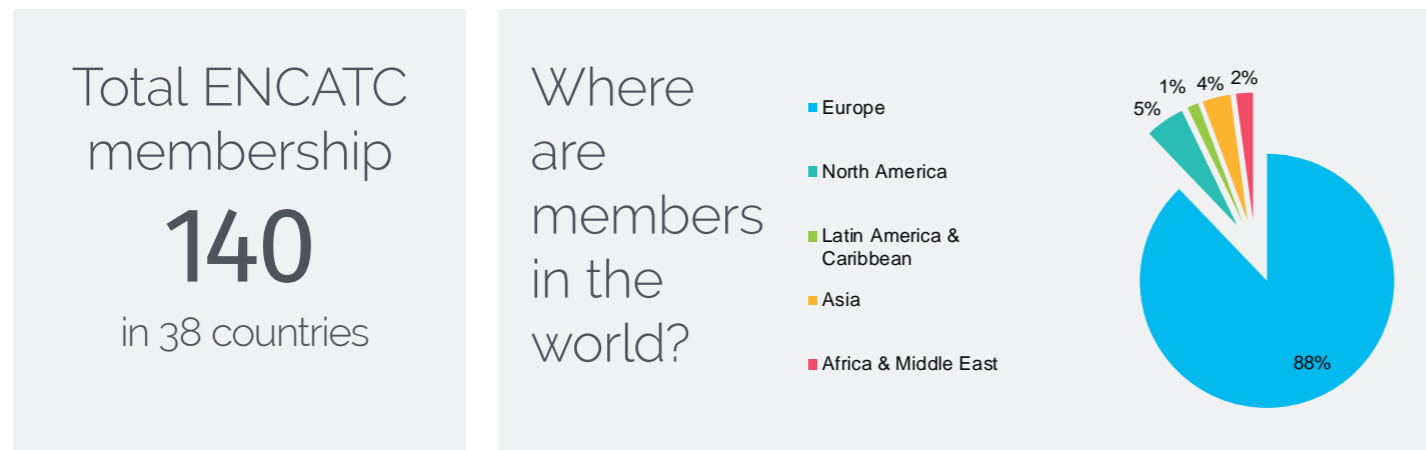 Total ENCATC
membership
140
in 38 countries
Where
are
members
in the
world?
Europe
North America
Latin America &
Caribbean
Asia
Africa & Middle East
5%
1%
4%
2%
88%